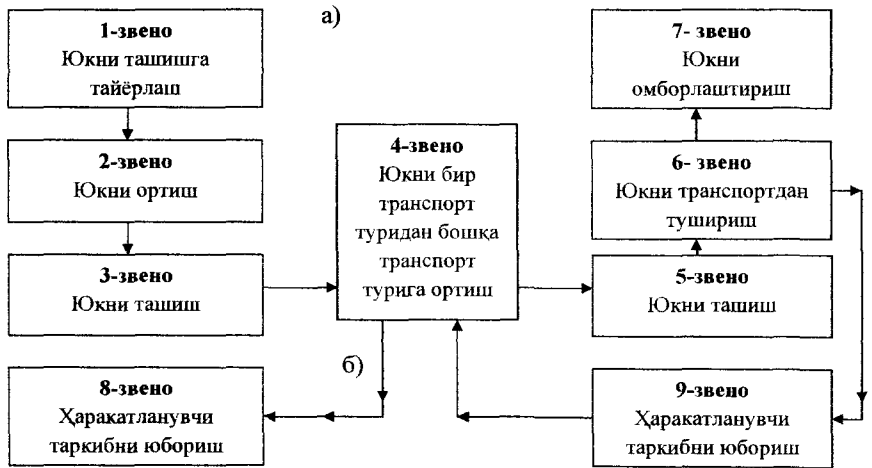 а)
1-звено
Юкни ташишга
тайёрлаш
2-звено
Юкни ортиш
3-звено
Юкни ташиш
4-звено
Юкни бир
транспорт
туридан бошқа
транспорт
турига ортиш
7- звено
Юкни
омборлаштириш
6- звено
Юкни транспортдан
тушириш
5-звено
Юкни ташиш
б)
8-звено
Ҳаракатланувчи
таркибни юбориш
9-звено
Ҳаракатланувчи
таркибни юбориш